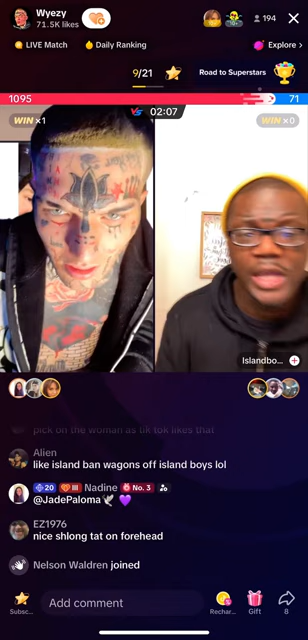 Wyezy
71.5K likes
194
LIVE Match
Daily Ranking
Explore >
9/21
Road to Superstars
1095
VS 02:07
71
WIN ×1
WIN ×0
Islandbo...
pick on the woman as tik tok likes that
Alien
like island ban wagons off island boys lol
20 III Nadine No. 3
@JadePaloma🕊 💜
EZ1976
nice shlong tat on forehead
Nelson Waldren joined
Subsc...
Add comment
Rechar...
Gift
8